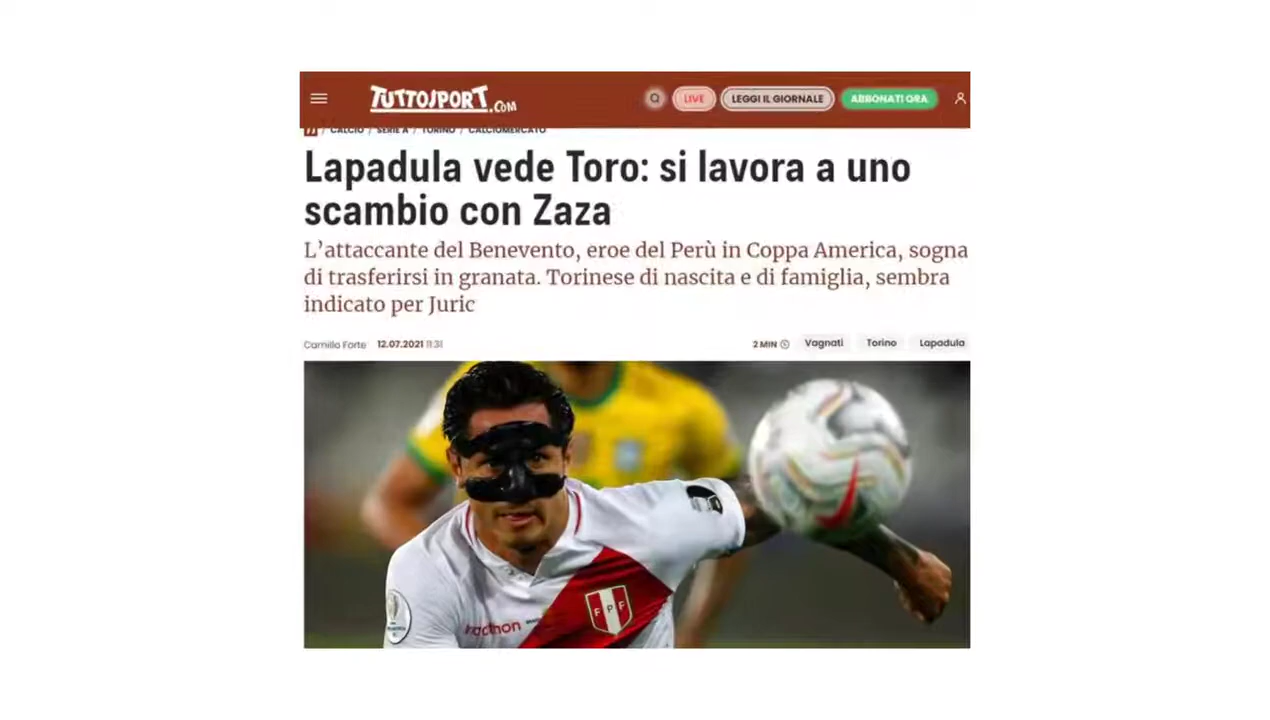 TUTTOSPORT.COM
LIVE
LEGGI IL GIORNALE
ABBONATI ORA
/ CALCIO / SERIE A / TORINO / CALCIOMERCATO
Lapadula vede Toro: si lavora a uno
scambio con Zaza
L’attaccante del Benevento, eroe del Perù in Coppa America, sogna
di trasferirsi in granata. Torinese di nascita e di famiglia, sembra
indicato per Juric
Camillo Forte 12.07.2021 11:31
2 MIN
Vagnati
Torino
Lapadula
FPF